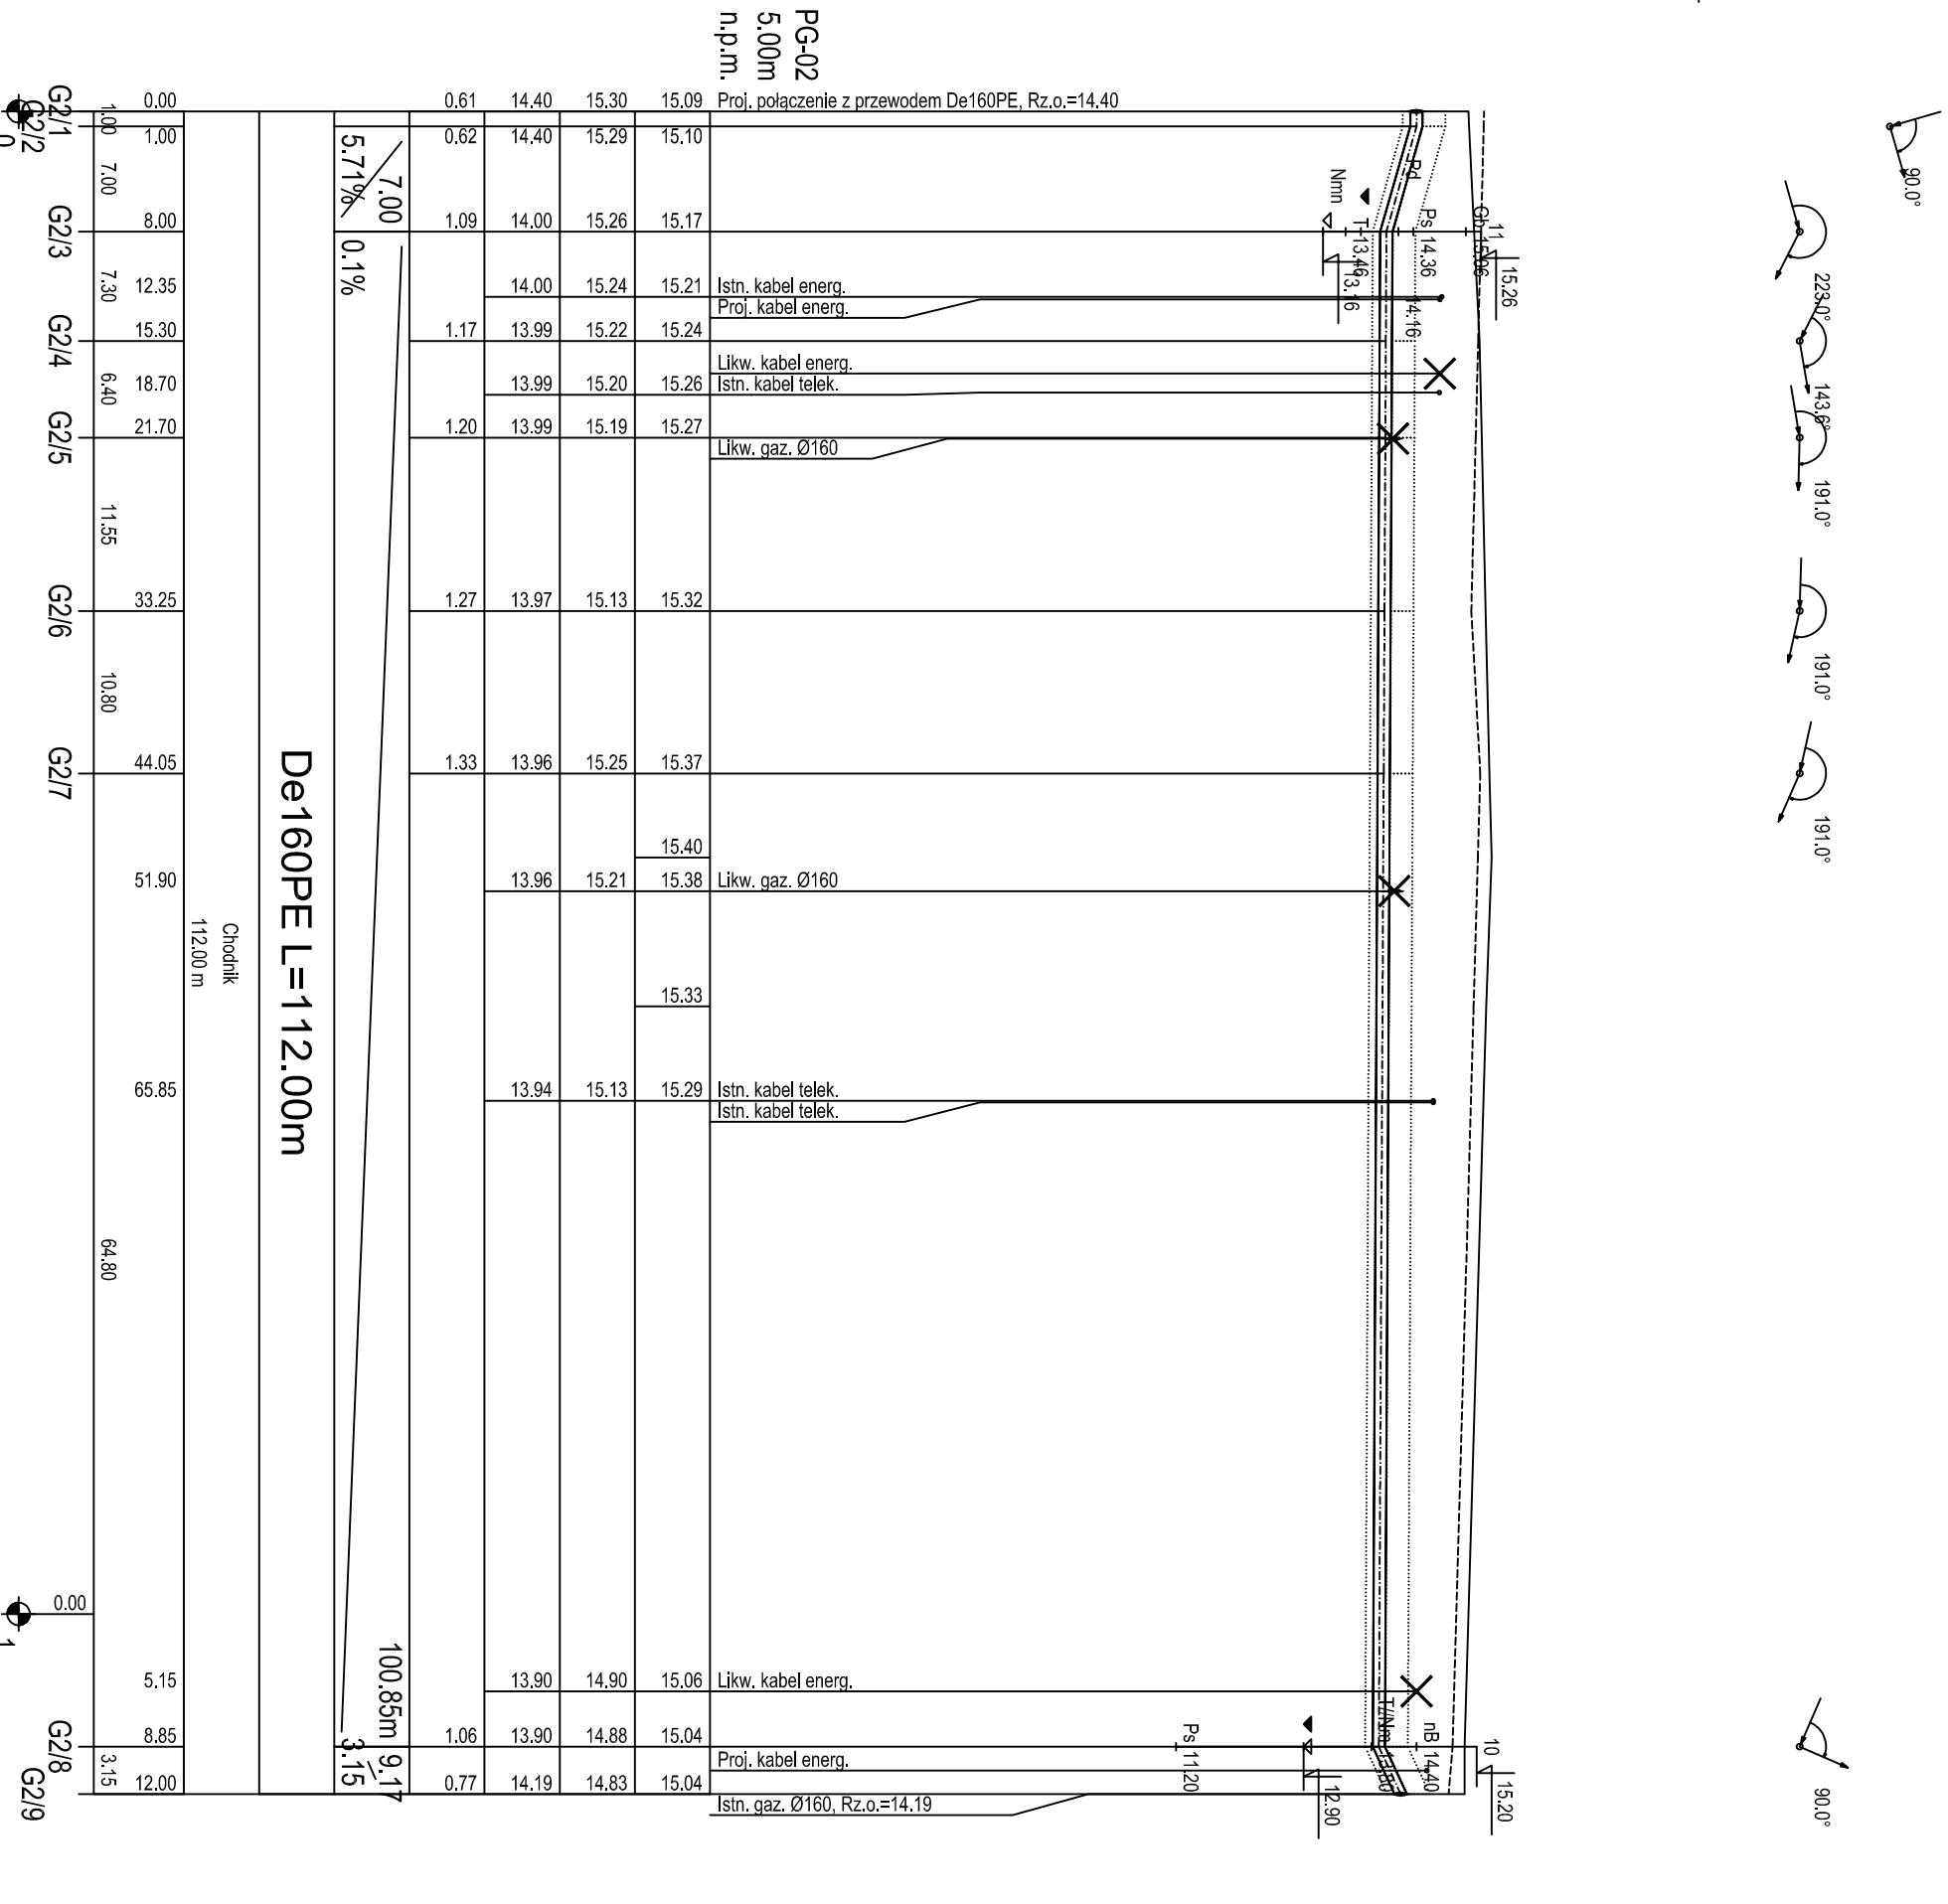 PG-02
5.00m
n.p.m.
Proj. połączenie z przewodem De160PE, Rz.o.=14.40
Istn. kabel energ.
Proj. kabel energ.
Likw. kabel energ.
Istn. kabel telek.
Likw. gaz. Ø160
Likw. gaz. Ø160
Istn. kabel telek.
Istn. kabel telek.
Likw. kabel energ.
Proj. kabel energ.
Istn. gaz. Ø160, Rz.o.=14.19
15.09 15.10 15.17 15.21 15.24 15.26 15.27 15.32 15.37 15.40 15.38 15.33 15.29 15.06 15.04 15.04
15.30 15.29 15.26 15.24 15.22 15.20 15.19 15.13 15.25 15.21 15.13 14.90 14.88 14.83
14.40 14.40 14.00 14.00 13.99 13.99 13.99 13.97 13.96 13.96 13.94 13.90 13.90 14.19
0.61 0.62 1.09 1.17 1.20 1.27 1.33 1.06 0.77
7.00 100.85m 9.17
5.71% 0.1% 3.15
De160PE L=112.00m
Chodnik
112.00 m
0.00 1.00 8.00 12.35 15.30 18.70 21.70 33.25 44.05 51.90 65.85 5.15 8.85 12.00
1.00 7.00 7.30 6.40 11.55 10.80 64.80 3.15
0.00
G2/1 G2/2 G2/3 G2/4 G2/5 G2/6 G2/7 G2/8 G2/9
0 1
90.0° 223.0° 143.6° 191.0° 191.0° 191.0° 90.0°
11
15.26
Gb 15.06
Ps 14.36
Pd
14.16
T 13.46
13.16
Nmn
10
15.20
nB 14.40
12.90
Ps 11.20